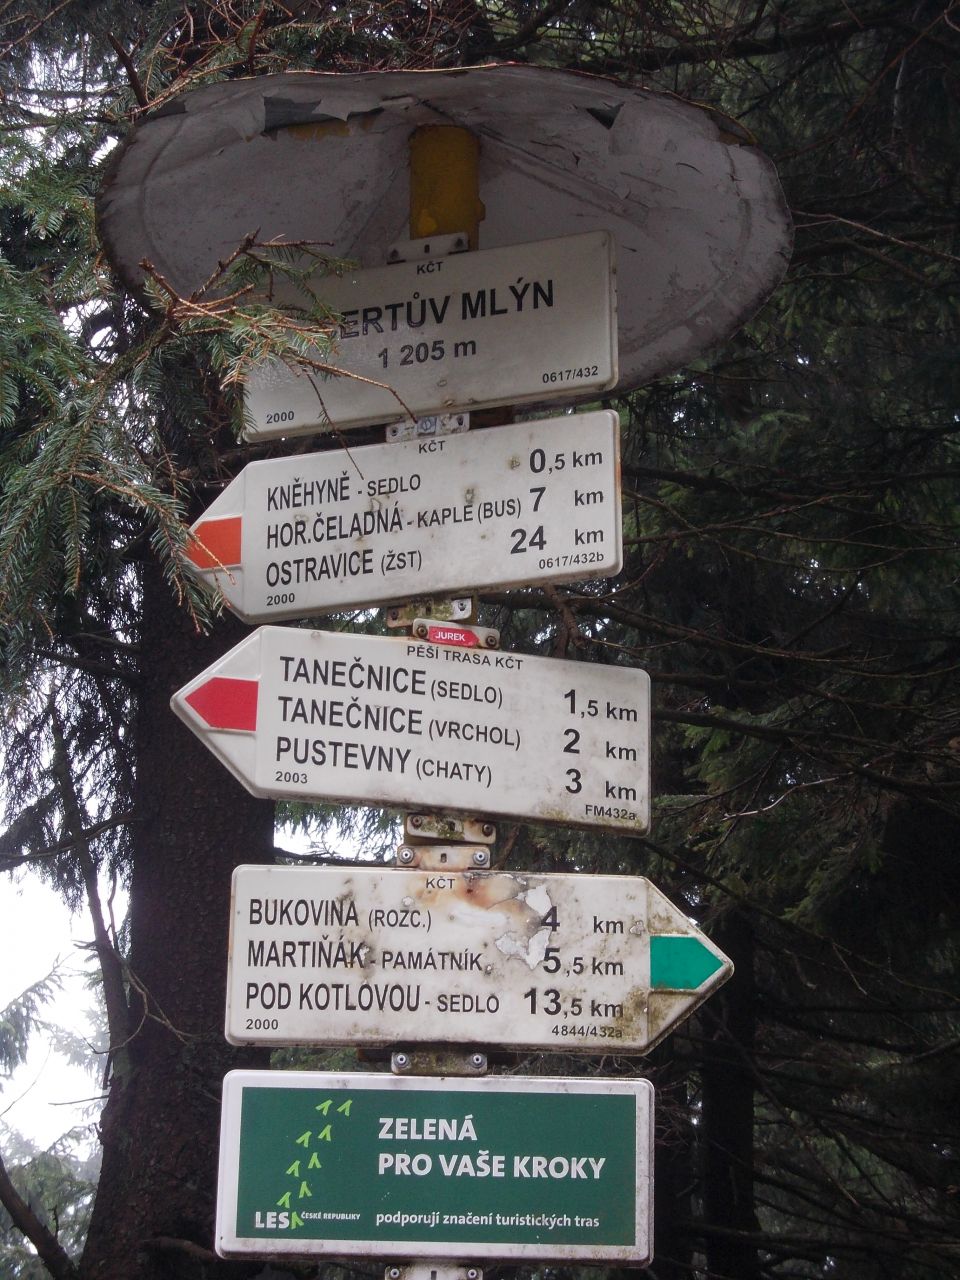 KČT
ERTŮV MLÝN
1 205 m
2000 0617/432
KČT
KNĚHYNĚ - SEDLO 0,5 km
HOR.ČELADNÁ - KAPLE (BUS) 7 km
OSTRAVICE (ŽST) 24 km
2000 0617/432b
JUREK
PĚŠÍ TRASA KČT
TANEČNICE (SEDLO) 1,5 km
TANEČNICE (VRCHOL) 2 km
PUSTEVNY (CHATY) 3 km
2003 FM432a
KČT
BUKOVINA (ROZC.) 4 km
MARTIŇÁK - PAMÁTNÍK 5,5 km
POD KOTLOVOU - SEDLO 13,5 km
2000 4844/432a
ZELENÁ
PRO VAŠE KROKY
LESY ČESKÉ REPUBLIKY podporují značení turistických tras